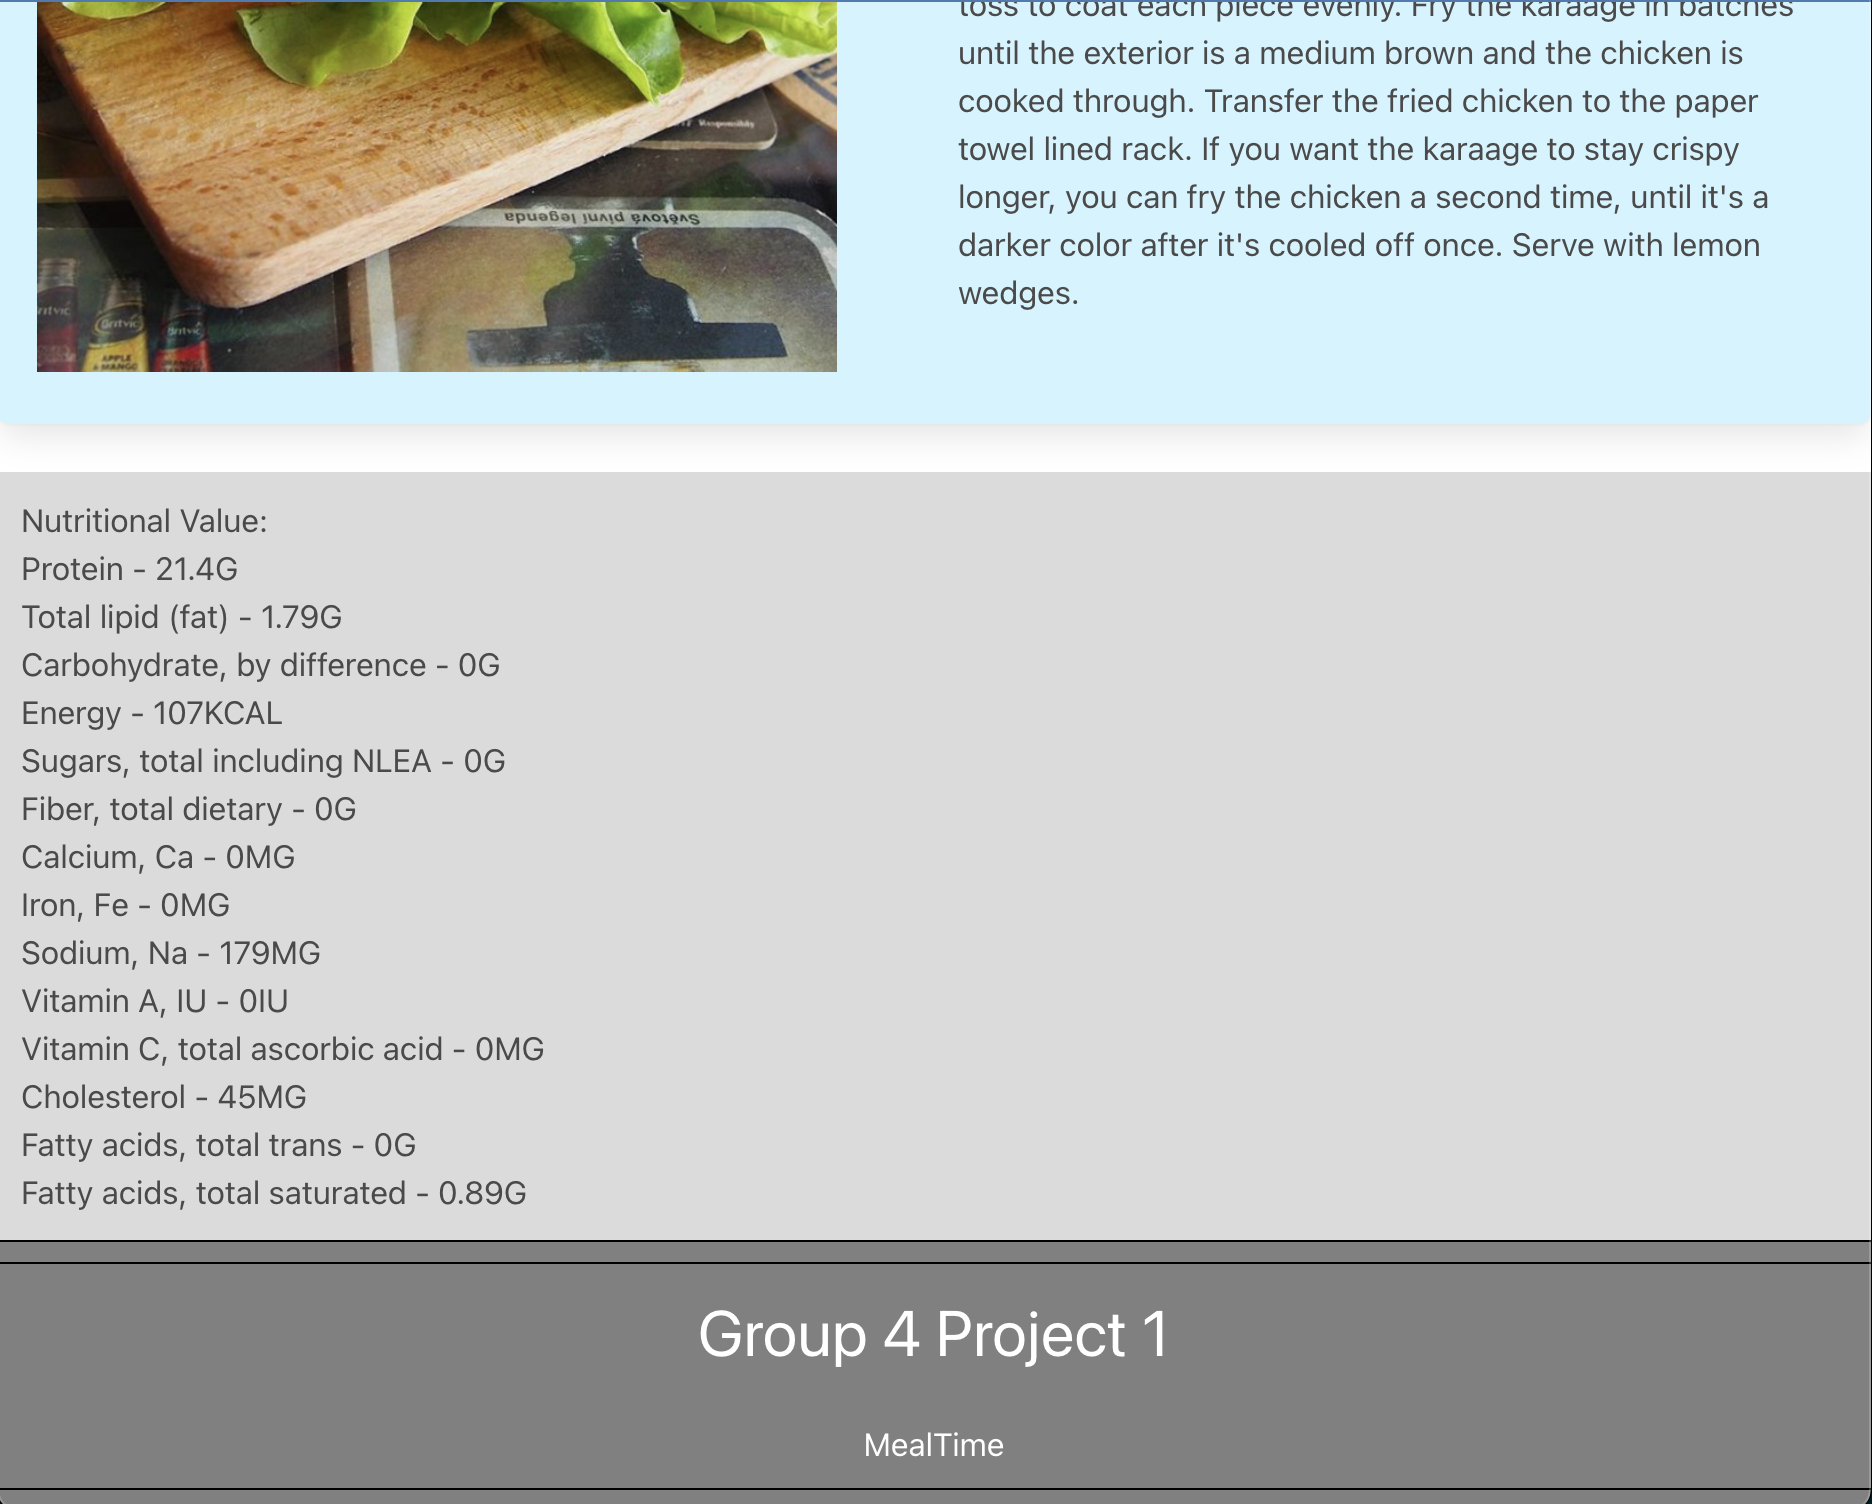 toss to coat each piece evenly. Fry the karaage in batches
until the exterior is a medium brown and the chicken is
cooked through. Transfer the fried chicken to the paper
towel lined rack. If you want the karaage to stay crispy
longer, you can fry the chicken a second time, until it's a
darker color after it's cooled off once. Serve with lemon
wedges.
Responsibly
Světová pivní legenda
Britvic
Britvic
APPLE
& MANGO
Nutritional Value:
Protein - 21.4G
Total lipid (fat) - 1.79G
Carbohydrate, by difference - 0G
Energy - 107KCAL
Sugars, total including NLEA - 0G
Fiber, total dietary - 0G
Calcium, Ca - 0MG
Iron, Fe - 0MG
Sodium, Na - 179MG
Vitamin A, IU - 0IU
Vitamin C, total ascorbic acid - 0MG
Cholesterol - 45MG
Fatty acids, total trans - 0G
Fatty acids, total saturated - 0.89G
Group 4 Project 1
MealTime